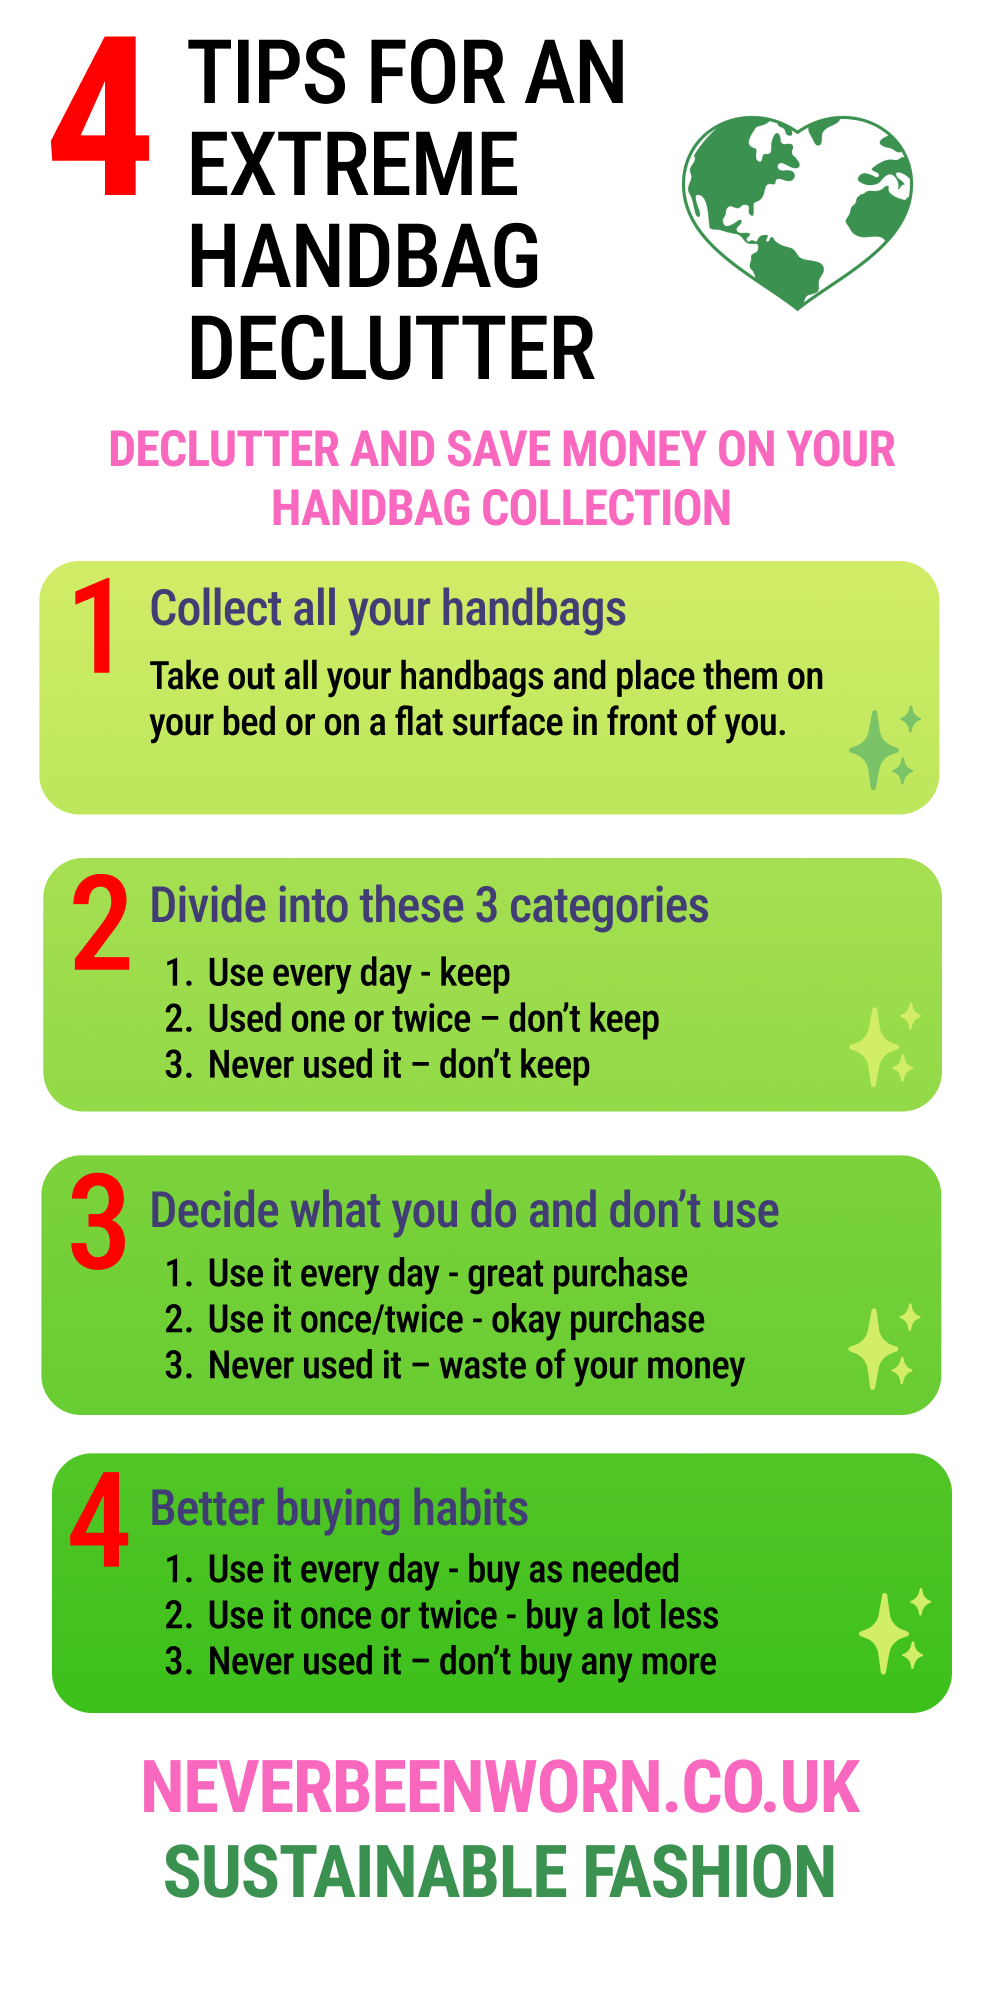 4
TIPS FOR AN
EXTREME
HANDBAG
DECLUTTER
DECLUTTER AND SAVE MONEY ON YOUR
HANDBAG COLLECTION
1
Collect all your handbags
Take out all your handbags and place them on
your bed or on a flat surface in front of you.
2
Divide into these 3 categories
1. Use every day - keep
2. Used one or twice – don’t keep
3. Never used it – don’t keep
3
Decide what you do and don’t use
1. Use it every day - great purchase
2. Use it once/twice - okay purchase
3. Never used it – waste of your money
4
Better buying habits
1. Use it every day - buy as needed
2. Use it once or twice - buy a lot less
3. Never used it – don’t buy any more
NEVERBEENWORN.CO.UK
SUSTAINABLE FASHION